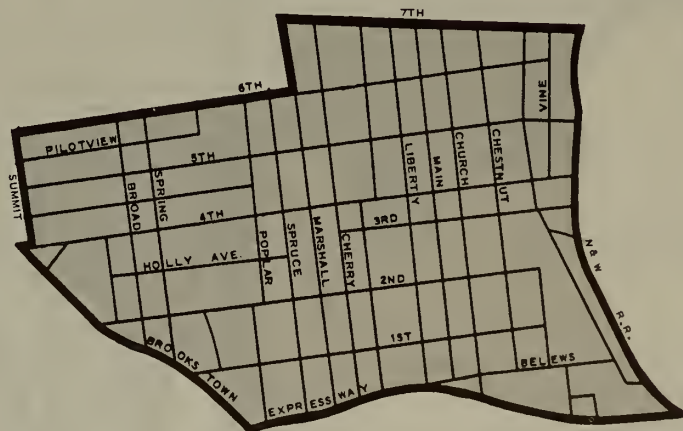 7TH
6TH
PILOTVIEW
VINE
5TH
SUMMIT
BROAD
SPRING
LIBERTY
MAIN
CHURCH
CHESTNUT
4TH
3RD
POPLAR
SPRUCE
MARSHALL
CHERRY
HOLLY AVE.
N & W R.R.
2ND
1ST
BROOKS TOWN
BELEWS
EXPRESSWAY